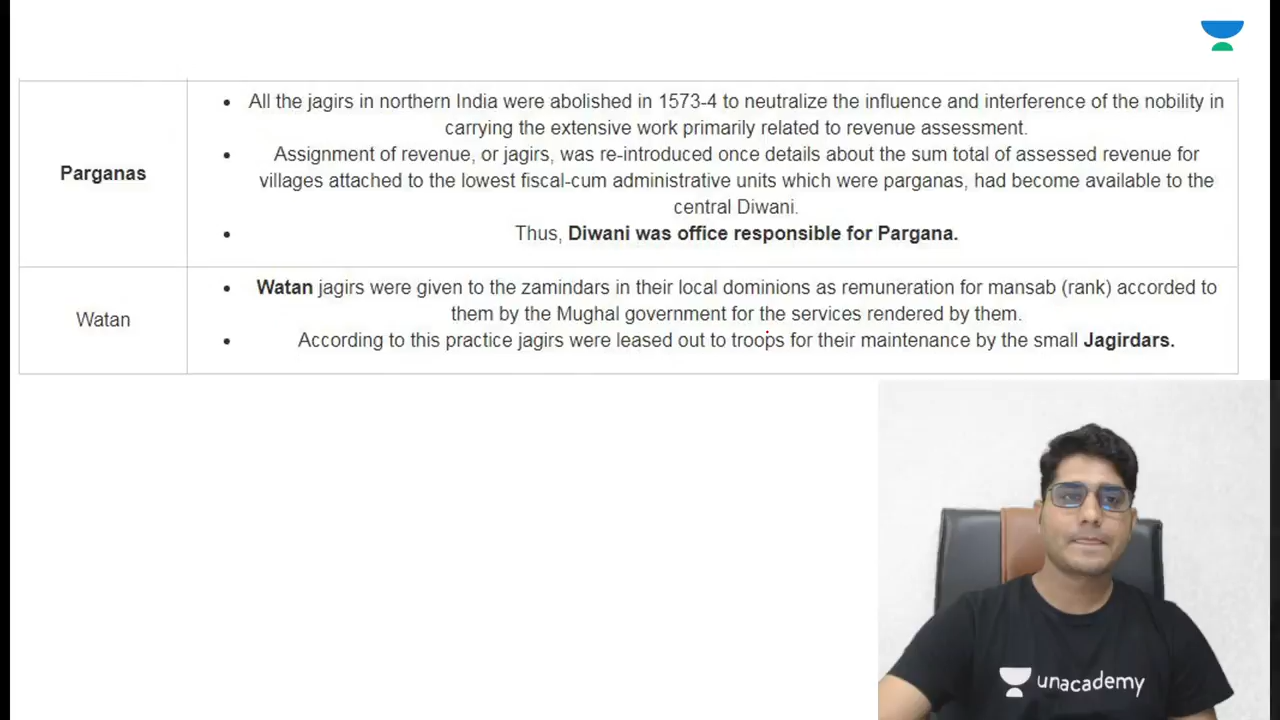 All the jagirs in northern India were abolished in 1573-4 to neutralize the influence and interference of the nobility in
carrying the extensive work primarily related to revenue assessment.
Parganas
Assignment of revenue, or jagirs, was re-introduced once details about the sum total of assessed revenue for
villages attached to the lowest fiscal-cum administrative units which were parganas, had become available to the
central Diwani.
Thus, Diwani was office responsible for Pargana.
Watan
Watan jagirs were given to the zamindars in their local dominions as remuneration for mansab (rank) accorded to
them by the Mughal government for the services rendered by them.
According to this practice jagirs were leased out to troops for their maintenance by the small Jagirdars.
unacademy